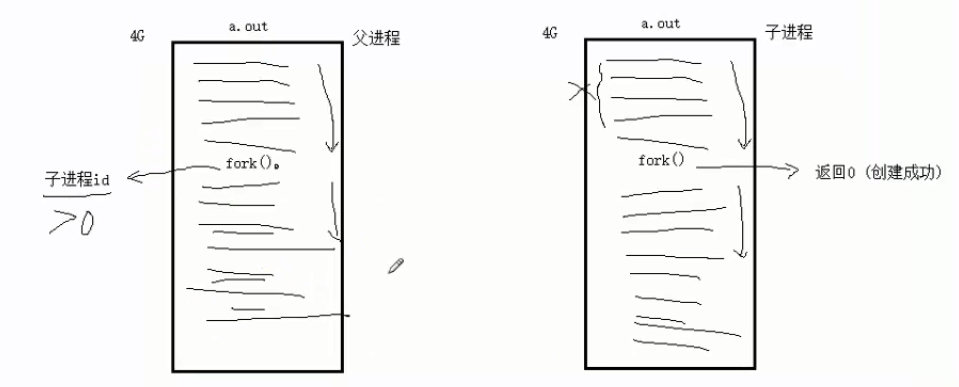 4G a.out 父进程
fork()。
子进程id
>0
4G a.out 子进程
fork()
返回0（创建成功）